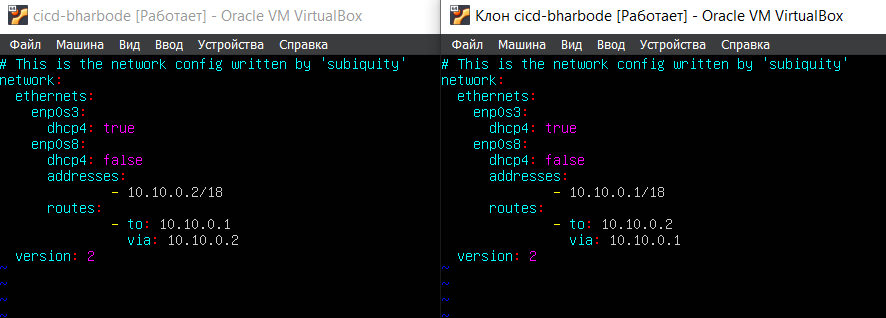 cicd-bharbode [Работает] - Oracle VM VirtualBox
Файл Машина Вид Ввод Устройства Справка
# This is the network config written by 'subiquity'
network:
  ethernets:
    enp0s3:
      dhcp4: true
    enp0s8:
      dhcp4: false
      addresses:
              - 10.10.0.2/18
      routes:
              - to: 10.10.0.1
                via: 10.10.0.2
  version: 2
~
~
~
~
Клон cicd-bharbode [Работает] - Oracle VM VirtualBox
Файл Машина Вид Ввод Устройства Справка
# This is the network config written by 'subiquity'
network:
  ethernets:
    enp0s3:
      dhcp4: true
    enp0s8:
      dhcp4: false
      addresses:
              - 10.10.0.1/18
      routes:
              - to: 10.10.0.2
                via: 10.10.0.1
  version: 2
~
~
~
~